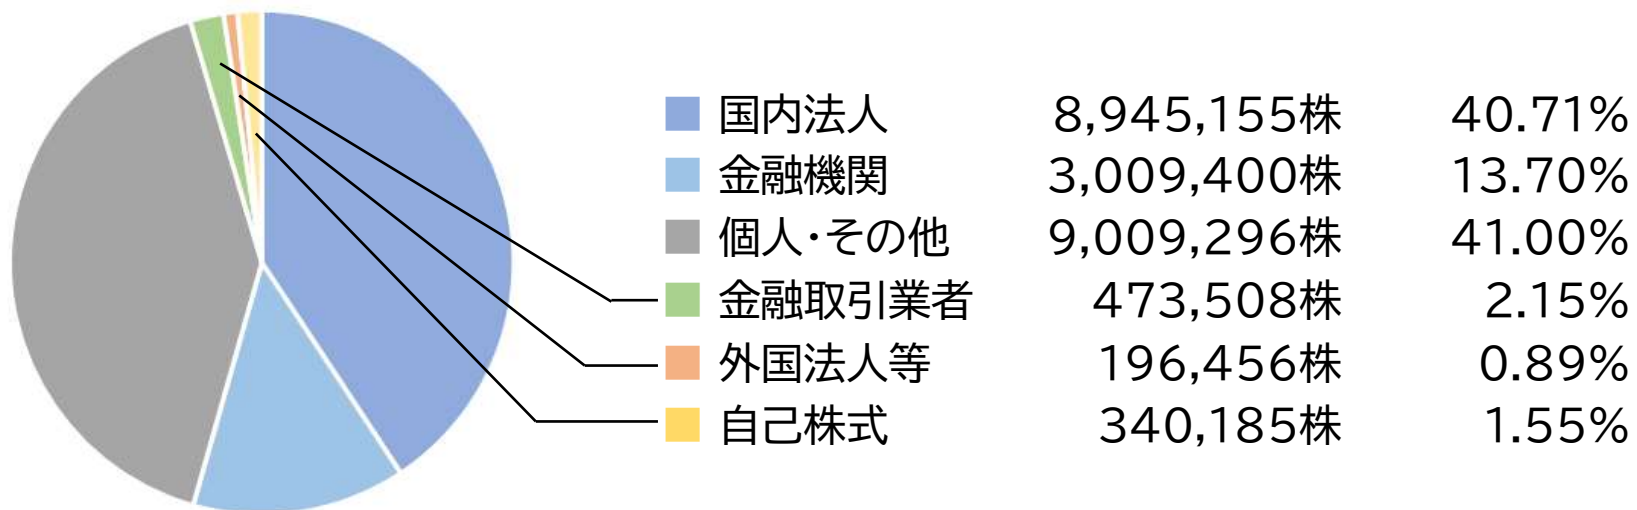 国内法人 8,945,155株 40.71%
金融機関 3,009,400株 13.70%
個人・その他 9,009,296株 41.00%
金融取引業者 473,508株 2.15%
外国法人等 196,456株 0.89%
自己株式 340,185株 1.55%